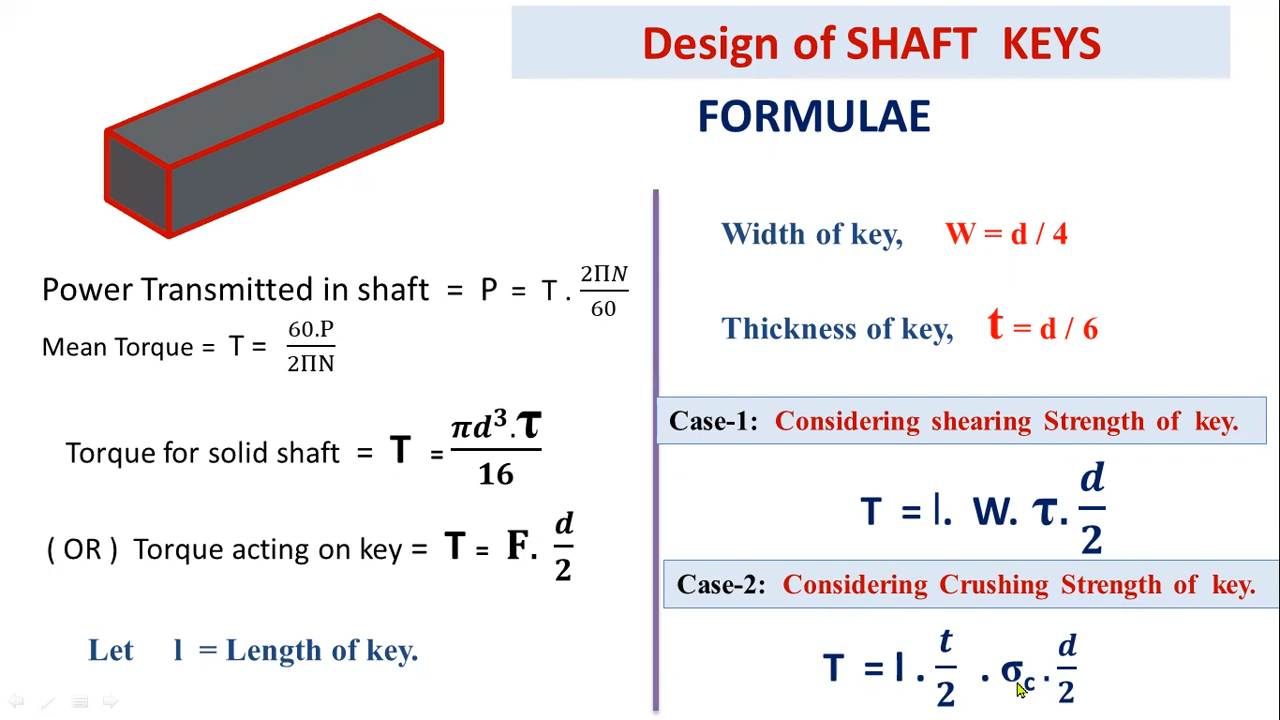 Design of SHAFT KEYS
FORMULAE
Power Transmitted in shaft = P = T . 2ΠN/60
Mean Torque = T = 60.P/2ΠN
Torque for solid shaft = T = πd³.τ/16
( OR ) Torque acting on key = T = F. d/2
Let l = Length of key.
Width of key, W = d / 4
Thickness of key, t = d / 6
Case-1: Considering shearing Strength of key.
T = l. W. τ. d/2
Case-2: Considering Crushing Strength of key.
T = l . t/2 . σc . d/2